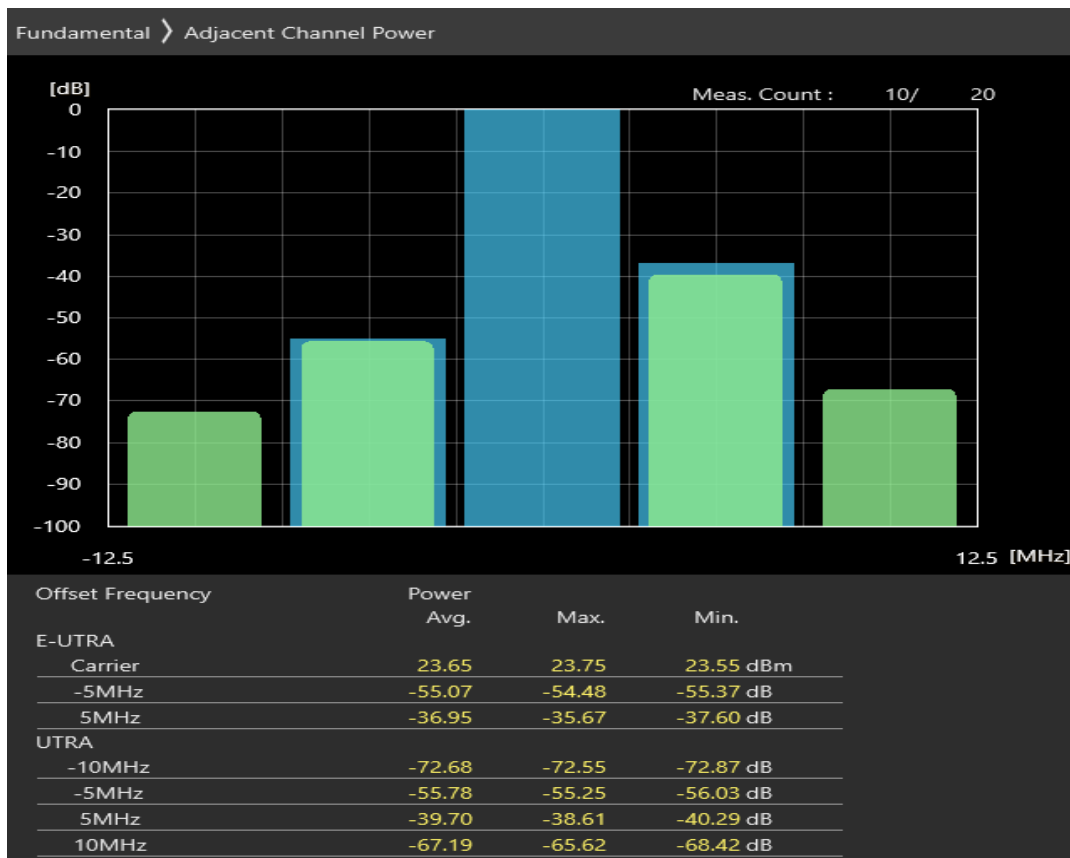 Fundamental 〉 Adjacent Channel Power
[dB]
Meas. Count : 10/ 20
0
-10
-20
-30
-40
-50
-60
-70
-80
-90
-100
-12.5 12.5 [MHz]
Offset Frequency Power
Avg. Max. Min.
E-UTRA
Carrier 23.65 23.75 23.55 dBm
-5MHz -55.07 -54.48 -55.37 dB
5MHz -36.95 -35.67 -37.60 dB
UTRA
-10MHz -72.68 -72.55 -72.87 dB
-5MHz -55.78 -55.25 -56.03 dB
5MHz -39.70 -38.61 -40.29 dB
10MHz -67.19 -65.62 -68.42 dB